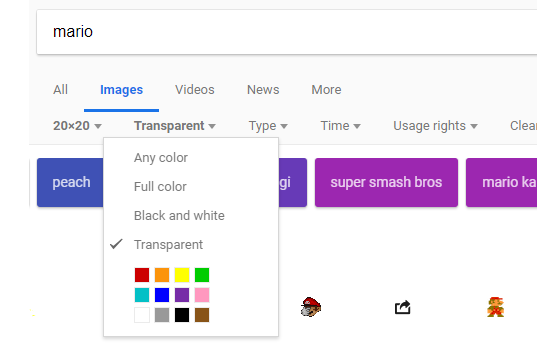 mario
All Images Videos News More
20×20 Transparent Type Time Usage rights Clear
Any color
Full color
Black and white
Transparent
peach gi super smash bros mario ka